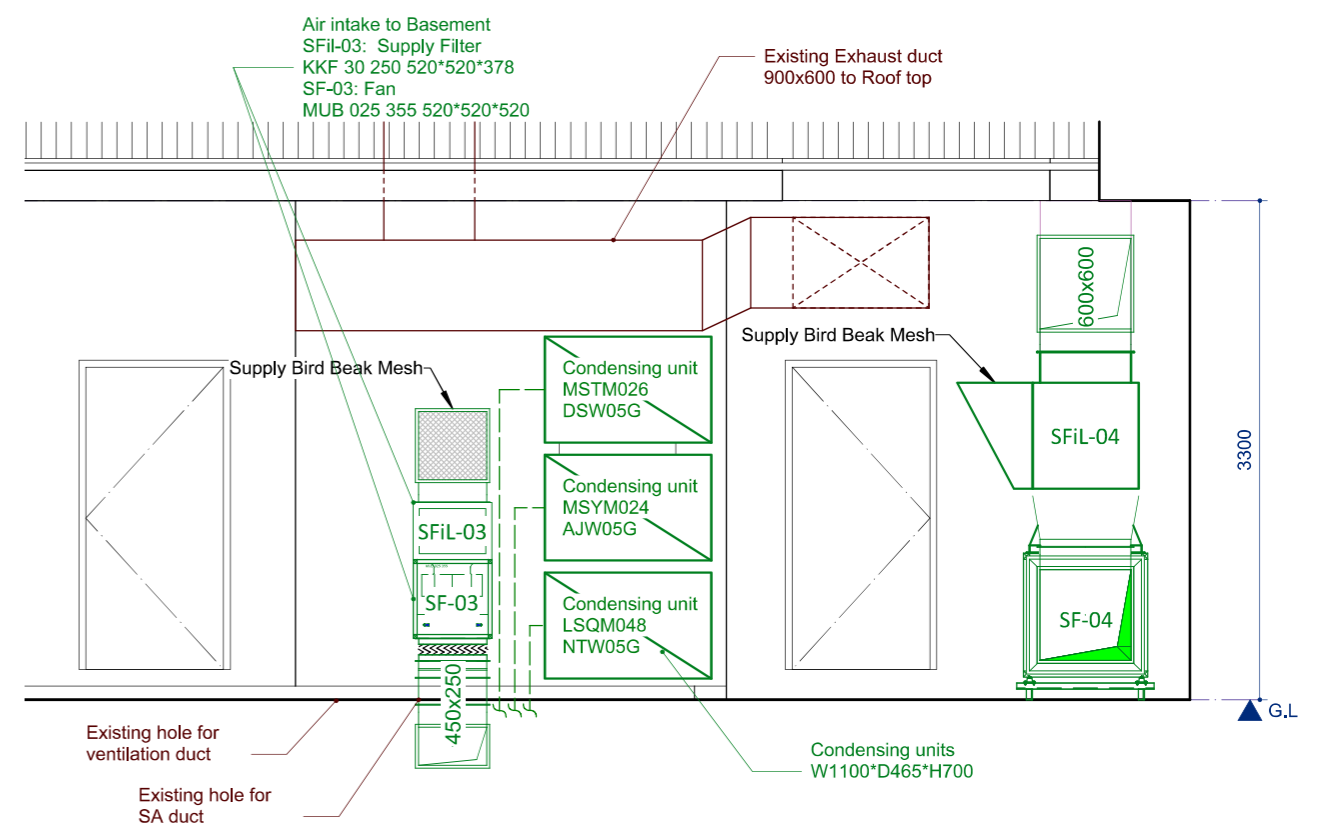 Air intake to Basement
SFil-03: Supply Filter
KKF 30 250 520*520*378
SF-03: Fan
MUB 025 355 520*520*520
Existing Exhaust duct
900x600 to Roof top
600x600
Supply Bird Beak Mesh
Supply Bird Beak Mesh
Condensing unit
MSTM026
DSW05G
SFiL-04
3300
Condensing unit
MSYM024
AJW05G
SFiL-03
SF-03
Condensing unit
LSQM048
NTW05G
SF-04
450x250
G.L
Existing hole for
ventilation duct
Condensing units
W1100*D465*H700
Existing hole for
SA duct